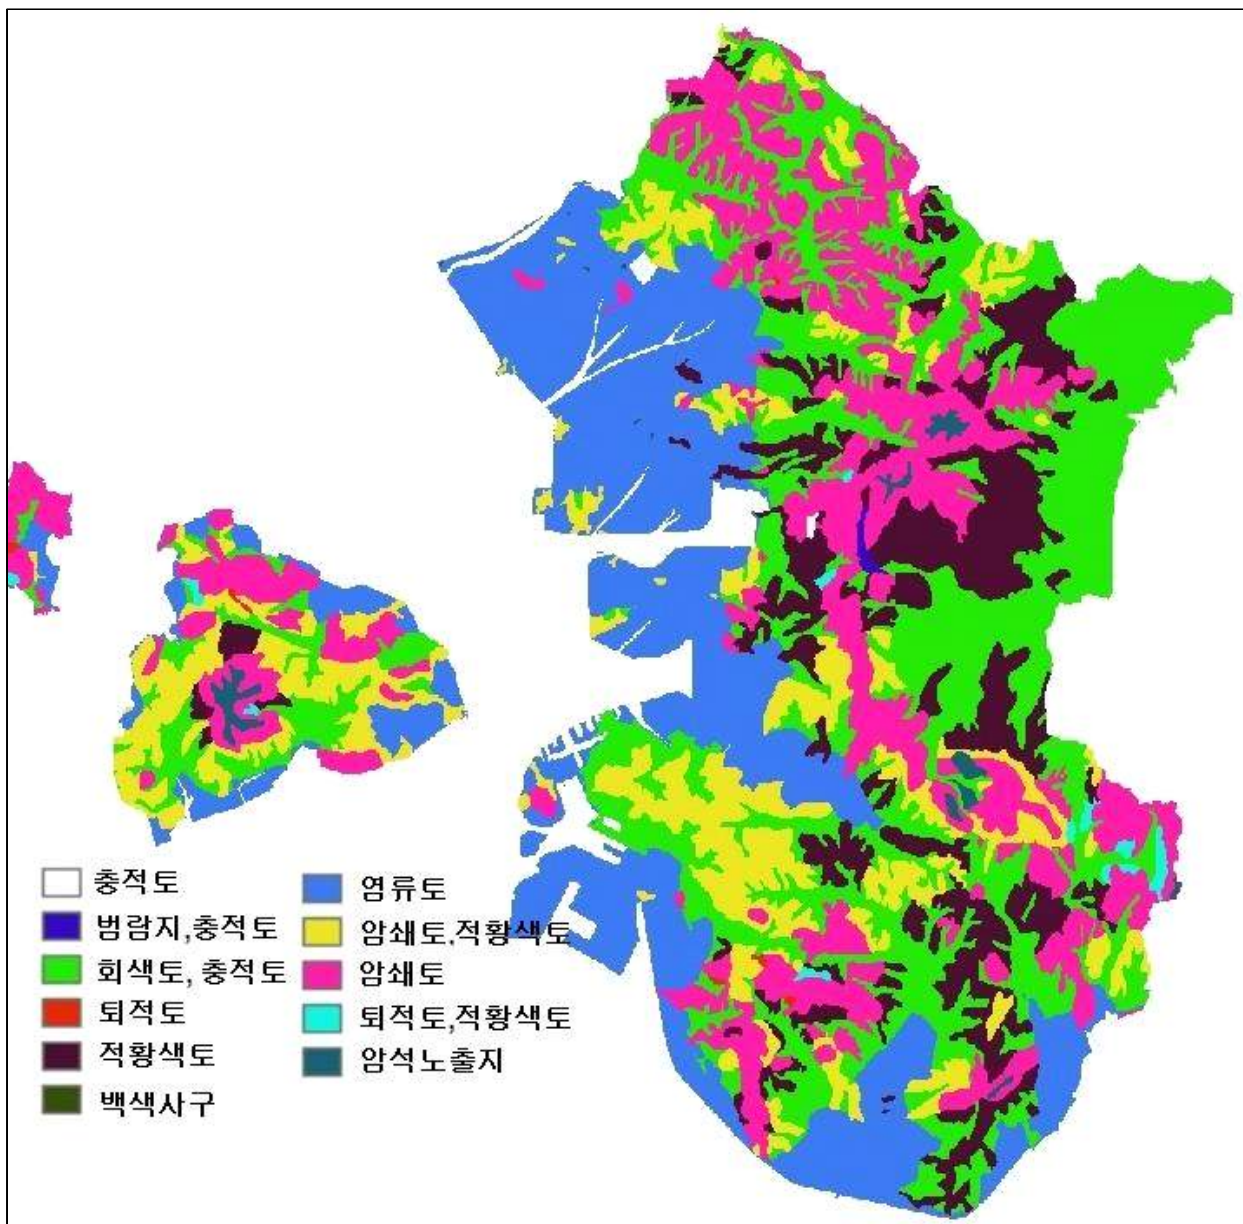 충적토
범람지,충적토
회색토, 충적토
퇴적토
적황색토
백색사구
염류토
암쇄토,적황색토
암쇄토
퇴적토,적황색토
암석노출지